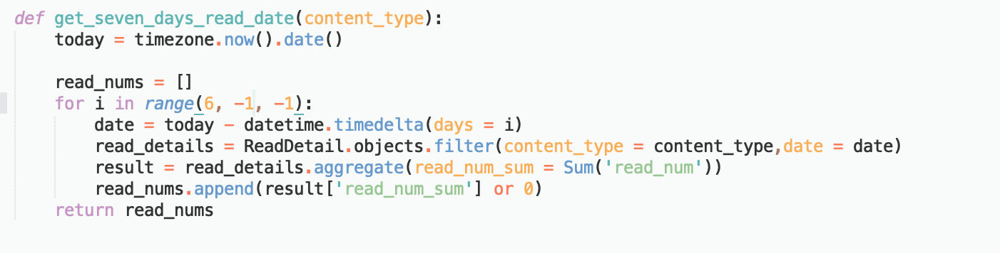 def get_seven_days_read_date(content_type):
    today = timezone.now().date()

    read_nums = []
    for i in range(6, -1, -1):
        date = today - datetime.timedelta(days = i)
        read_details = ReadDetail.objects.filter(content_type = content_type,date = date)
        result = read_details.aggregate(read_num_sum = Sum('read_num'))
        read_nums.append(result['read_num_sum'] or 0)
    return read_nums